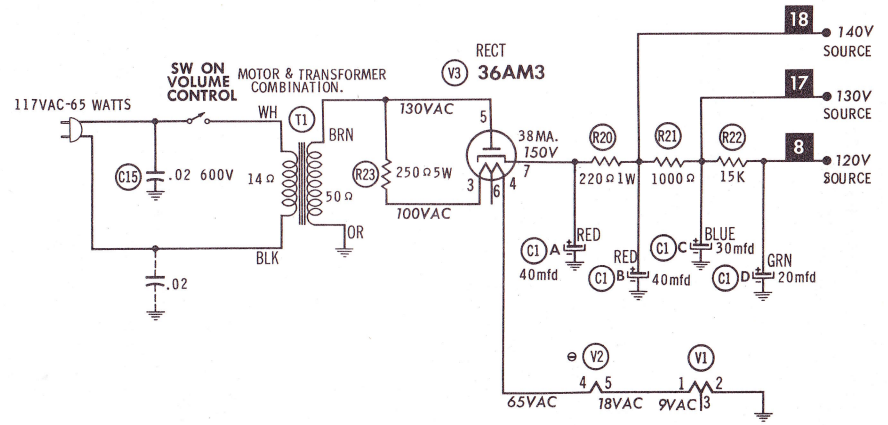 18
140V
SOURCE
RECT
V3 36AM3
SW ON
VOLUME
CONTROL
MOTOR & TRANSFORMER
COMBINATION.
17
130V
SOURCE
117VAC-65 WATTS
WH
T1
130VAC
5
BRN
38MA.
150V
R20
R21
R22
8
120V
SOURCE
C15
.02 600V
14Ω
50Ω
R23
250Ω5W
3
6
4
7
220Ω1W
1000Ω
15K
100VAC
OR
BLK
RED
C1 A
40mfd
RED
C1 B
40mfd
BLUE
C1 C
30mfd
GRN
C1 D
20mfd
.02
⊖ V2
V1
4 5
1 2
3
65VAC
18VAC
9VAC